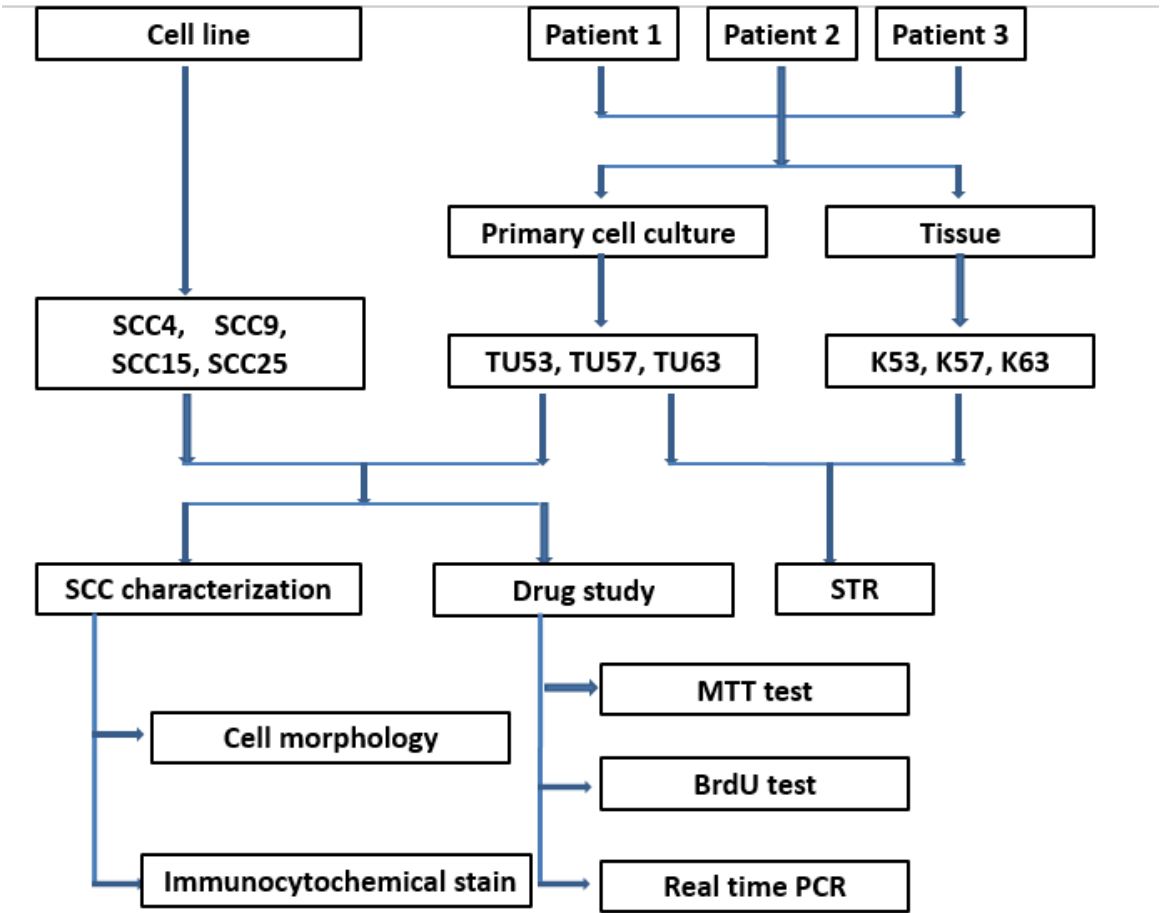 Cell line
Patient 1
Patient 2
Patient 3
Primary cell culture
Tissue
SCC4, SCC9,
SCC15, SCC25
TU53, TU57, TU63
K53, K57, K63
SCC characterization
Drug study
STR
MTT test
Cell morphology
BrdU test
Immunocytochemical stain
Real time PCR